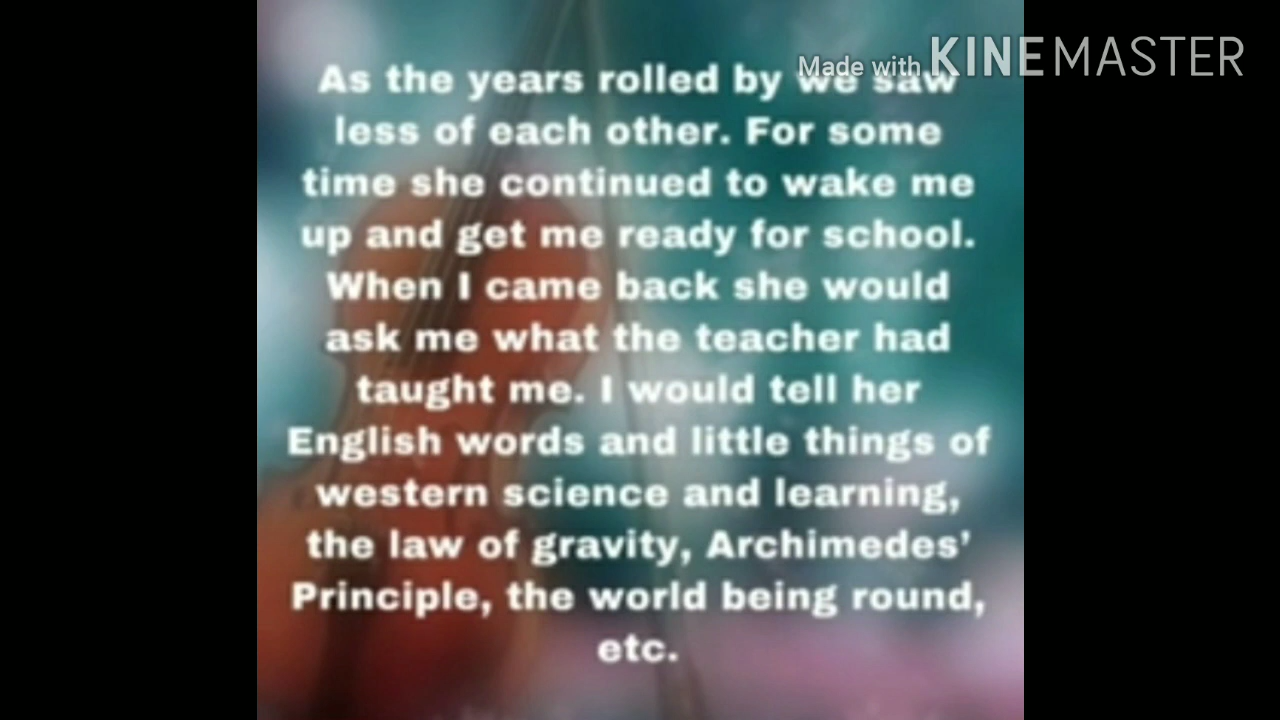 Made with KINEMASTER
As the years rolled by we saw
less of each other. For some
time she continued to wake me
up and get me ready for school.
When I came back she would
ask me what the teacher had
taught me. I would tell her
English words and little things of
western science and learning,
the law of gravity, Archimedes’
Principle, the world being round,
etc.